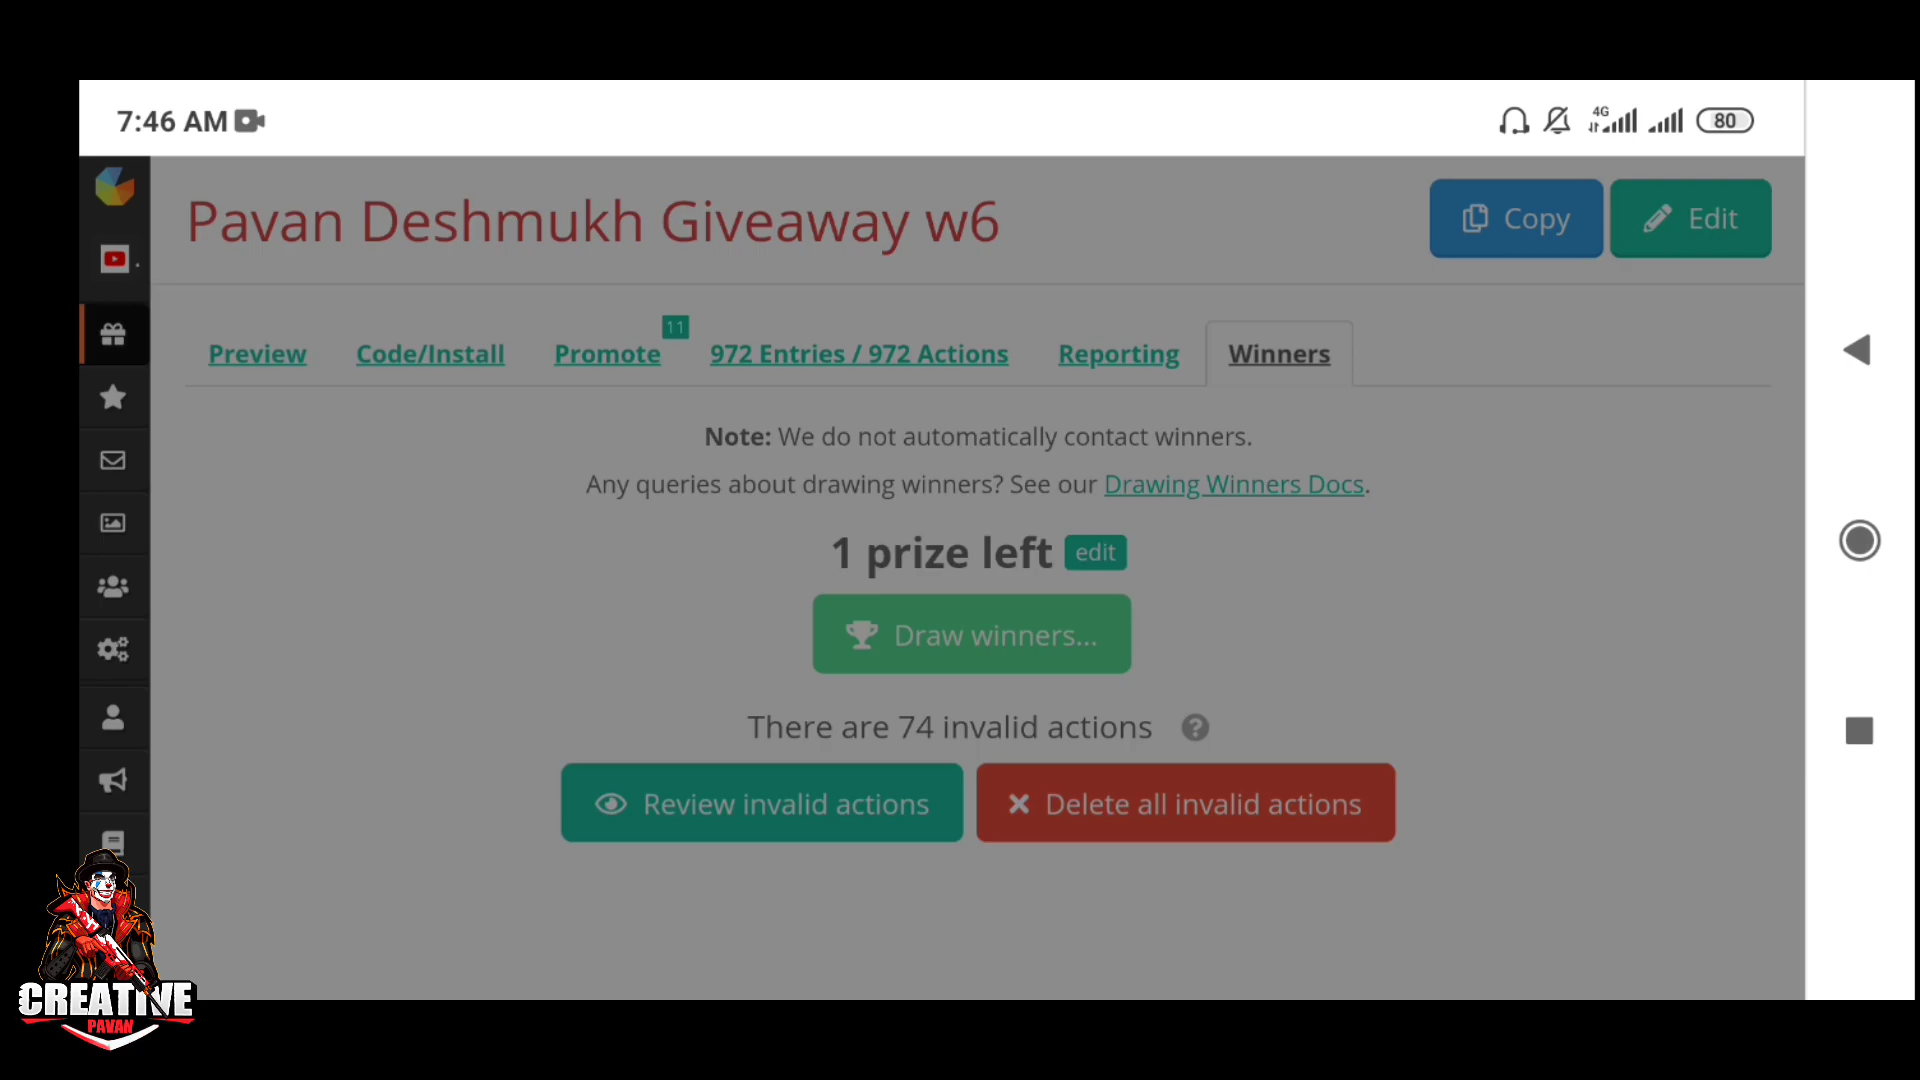 7:46 AM
4G
80
Pavan Deshmukh Giveaway w6
Copy
Edit
Preview
Code/Install
Promote
11
972 Entries / 972 Actions
Reporting
Winners
Note: We do not automatically contact winners.
Any queries about drawing winners? See our Drawing Winners Docs.
1 prize left
edit
Draw winners...
There are 74 invalid actions
?
Review invalid actions
Delete all invalid actions
CREATIVE
PAVAN